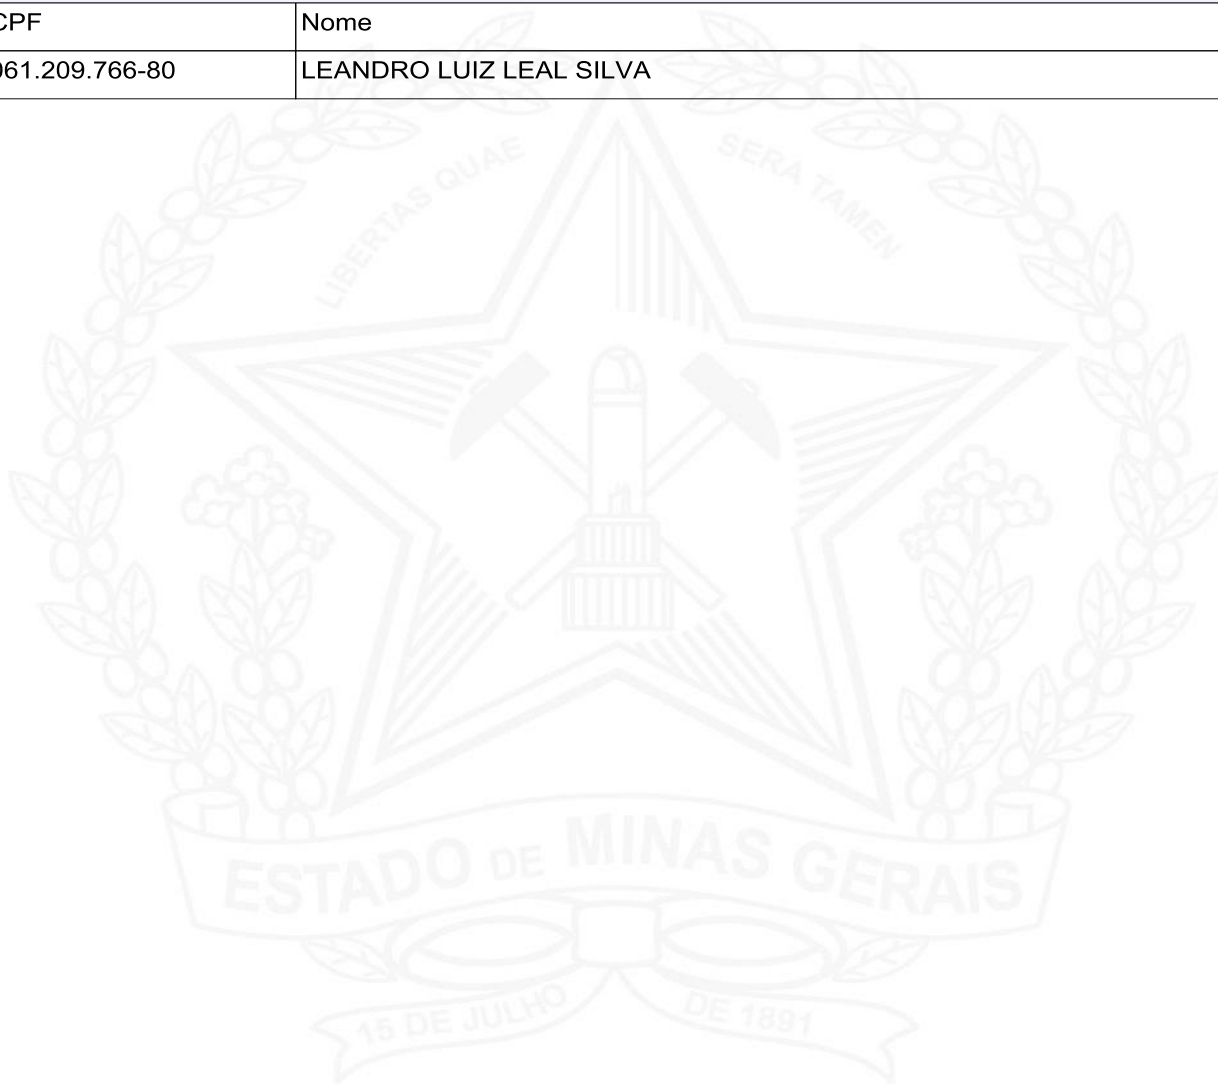 CPF Nome
061.209.766-80 LEANDRO LUIZ LEAL SILVA
LIBERTAS QUAE SERA TAMEN
ESTADO DE MINAS GERAIS
15 DE JULHO DE 1891